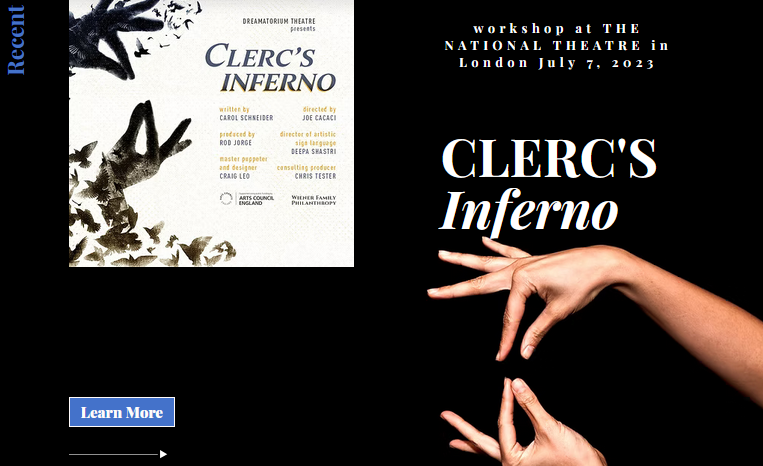 Recent
DREAMATORIUM THEATRE
presents
CLERC'S
INFERNO
written by
CAROL SCHNEIDER
directed by
JOE CACACI
produced by
ROD JORGE
director of artistic
sign language
DEEPA SHASTRI
master puppeteer
and designer
CRAIG LEO
consulting producer
CHRIS TESTER
ARTS COUNCIL
ENGLAND
WIENER FAMILY
PHILANTHROPY
Learn More
workshop at THE
NATIONAL THEATRE in
London July 7, 2023
CLERC'S
Inferno